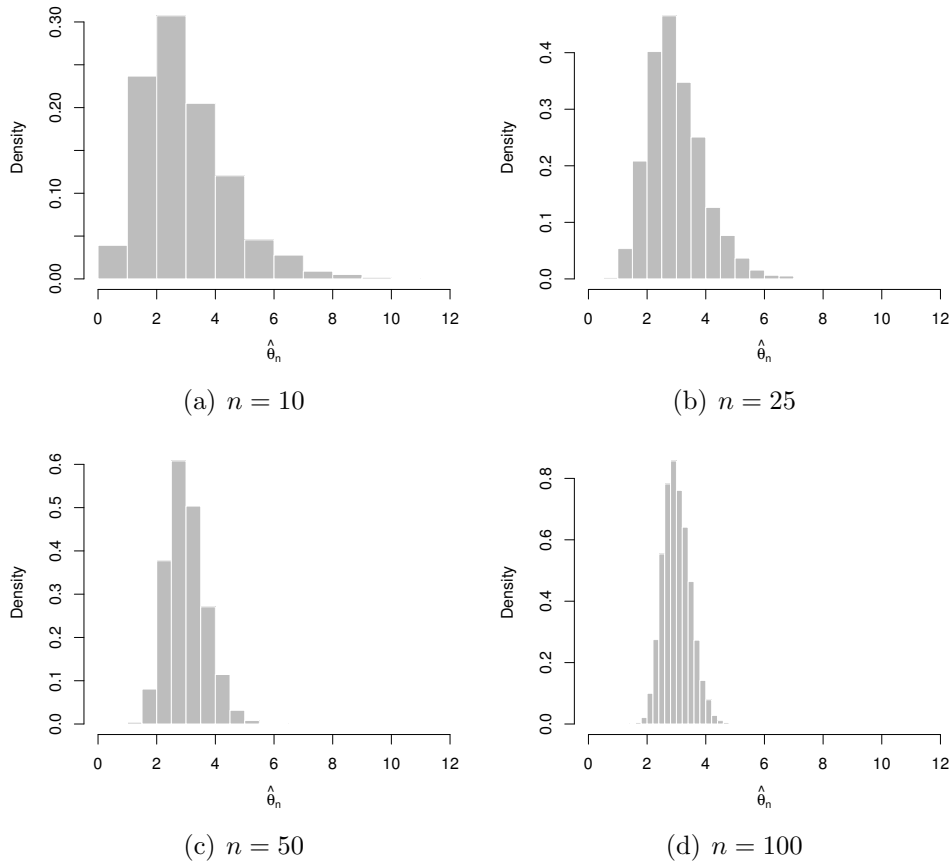 Density
0.00 0.10 0.20 0.30
0 2 4 6 8 10 12
θ̂n
(a) n = 10
Density
0.0 0.1 0.2 0.3 0.4
0 2 4 6 8 10 12
θ̂n
(b) n = 25
Density
0.0 0.1 0.2 0.3 0.4 0.5 0.6
0 2 4 6 8 10 12
θ̂n
(c) n = 50
Density
0.0 0.2 0.4 0.6 0.8
0 2 4 6 8 10 12
θ̂n
(d) n = 100